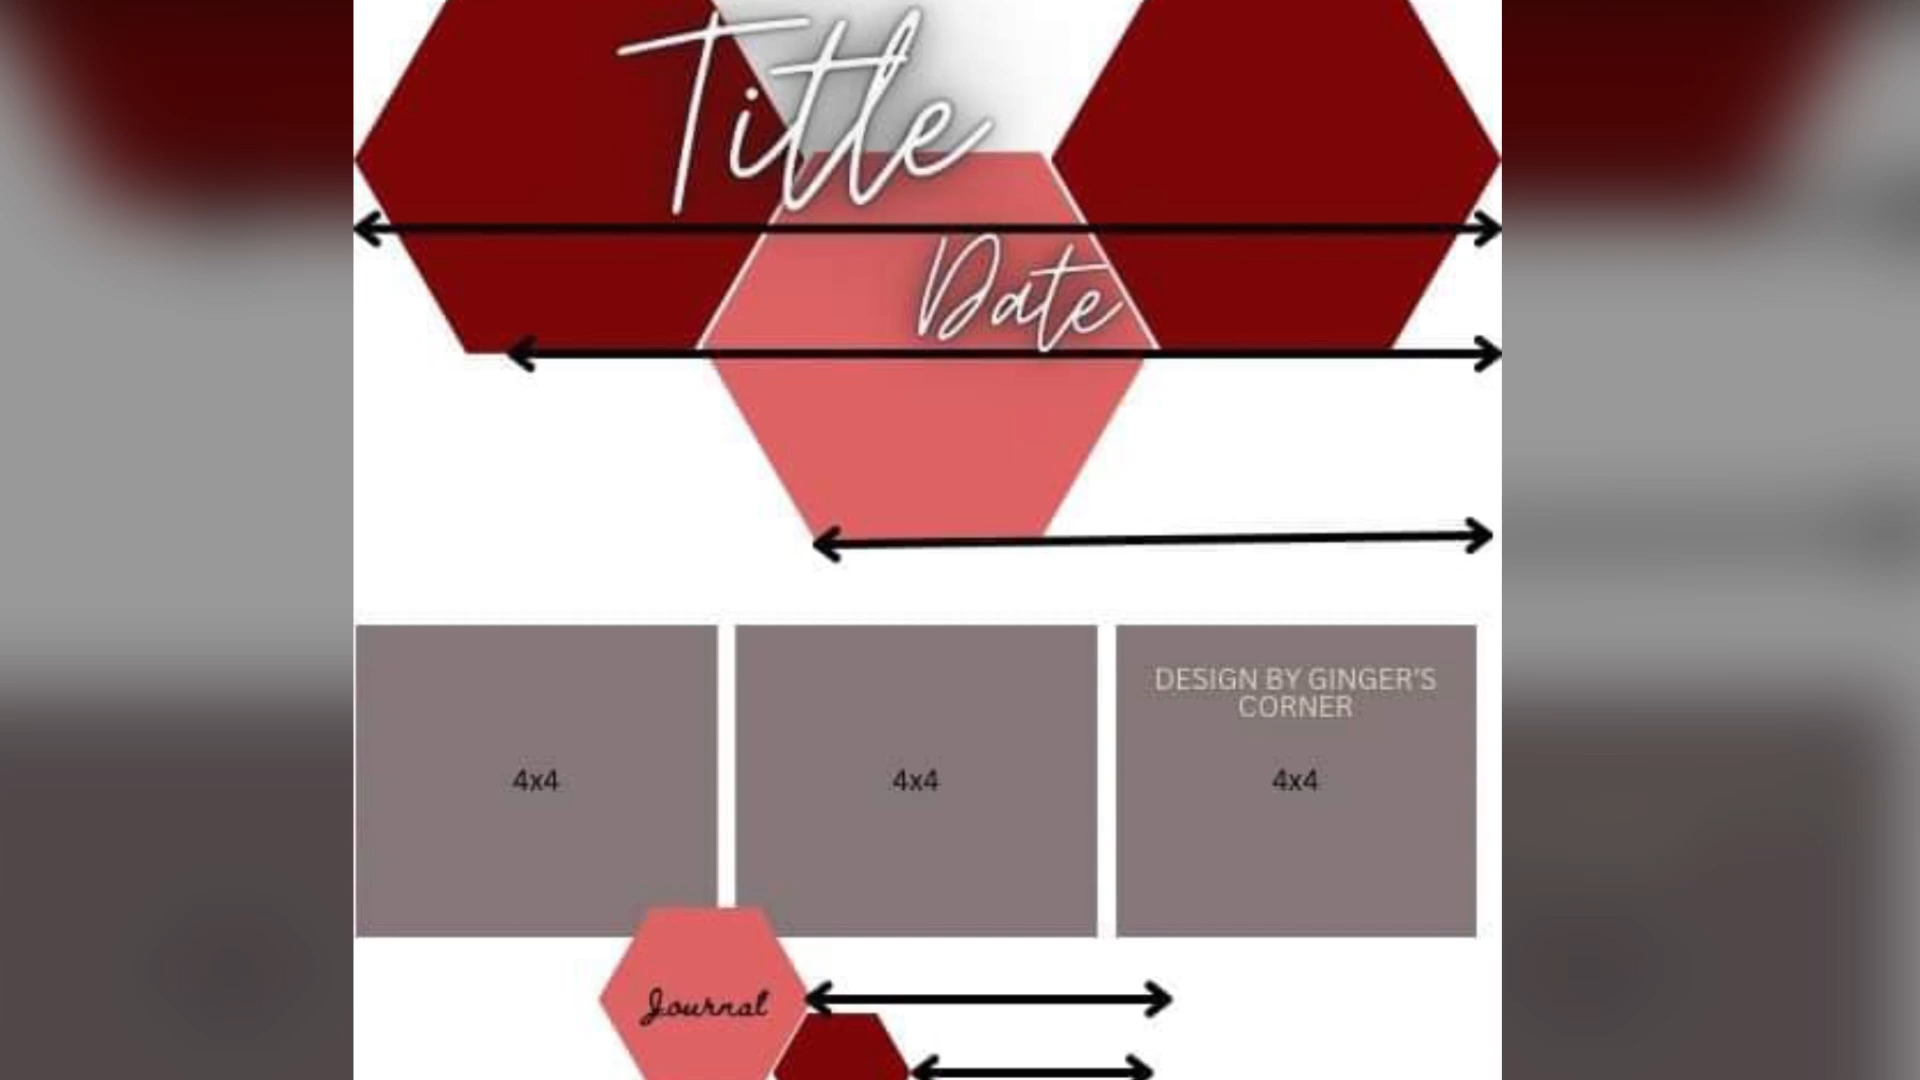 Title
Date
DESIGN BY GINGER'S
CORNER
4x4
4x4
4x4
Journal